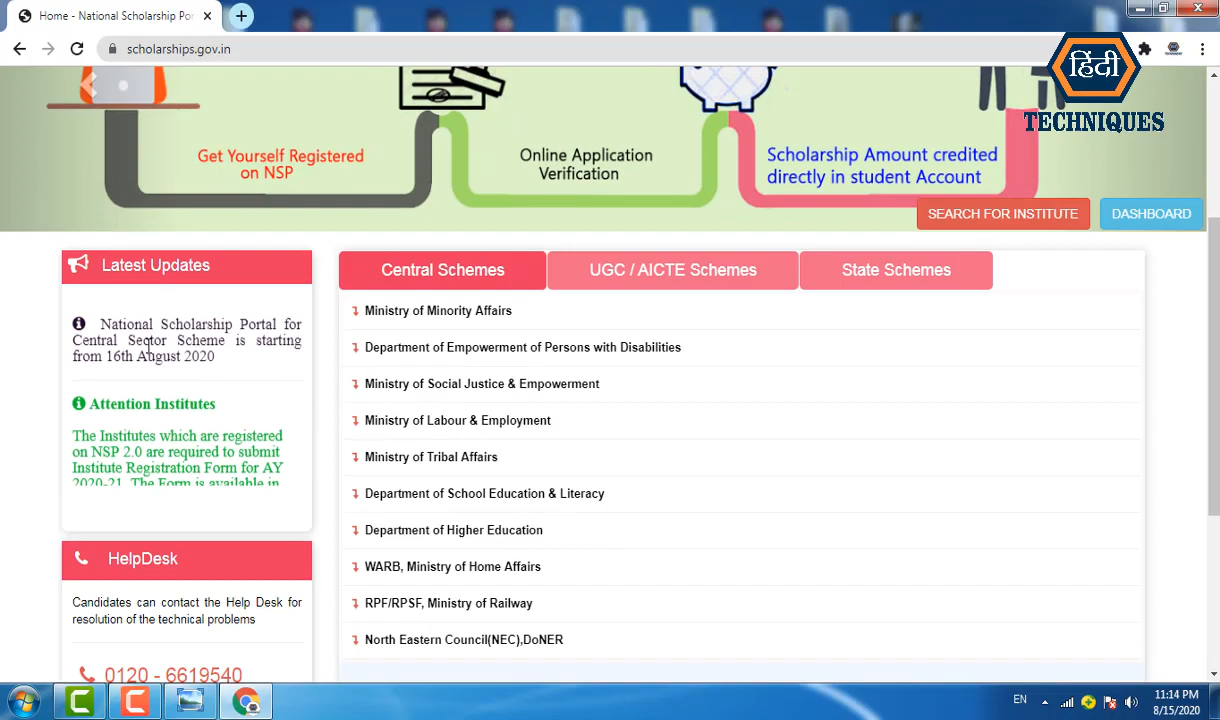 Home - National Scholarship Por
scholarships.gov.in
हिंदी
TECHNIQUES
Get Yourself Registered
on NSP
Online Application
Verification
Scholarship Amount credited
directly in student Account
SEARCH FOR INSTITUTE
DASHBOARD
Latest Updates
National Scholarship Portal for
Central Sector Scheme is starting
from 16th August 2020
Attention Institutes
The Institutes which are registered
on NSP 2.0 are required to submit
Institute Registration Form for AY
2020-21. The Form is available in
HelpDesk
Candidates can contact the Help Desk for
resolution of the technical problems
0120 - 6619540
Central Schemes
UGC / AICTE Schemes
State Schemes
Ministry of Minority Affairs
Department of Empowerment of Persons with Disabilities
Ministry of Social Justice & Empowerment
Ministry of Labour & Employment
Ministry of Tribal Affairs
Department of School Education & Literacy
Department of Higher Education
WARB, Ministry of Home Affairs
RPF/RPSF, Ministry of Railway
North Eastern Council(NEC),DoNER
EN
11:14 PM
8/15/2020